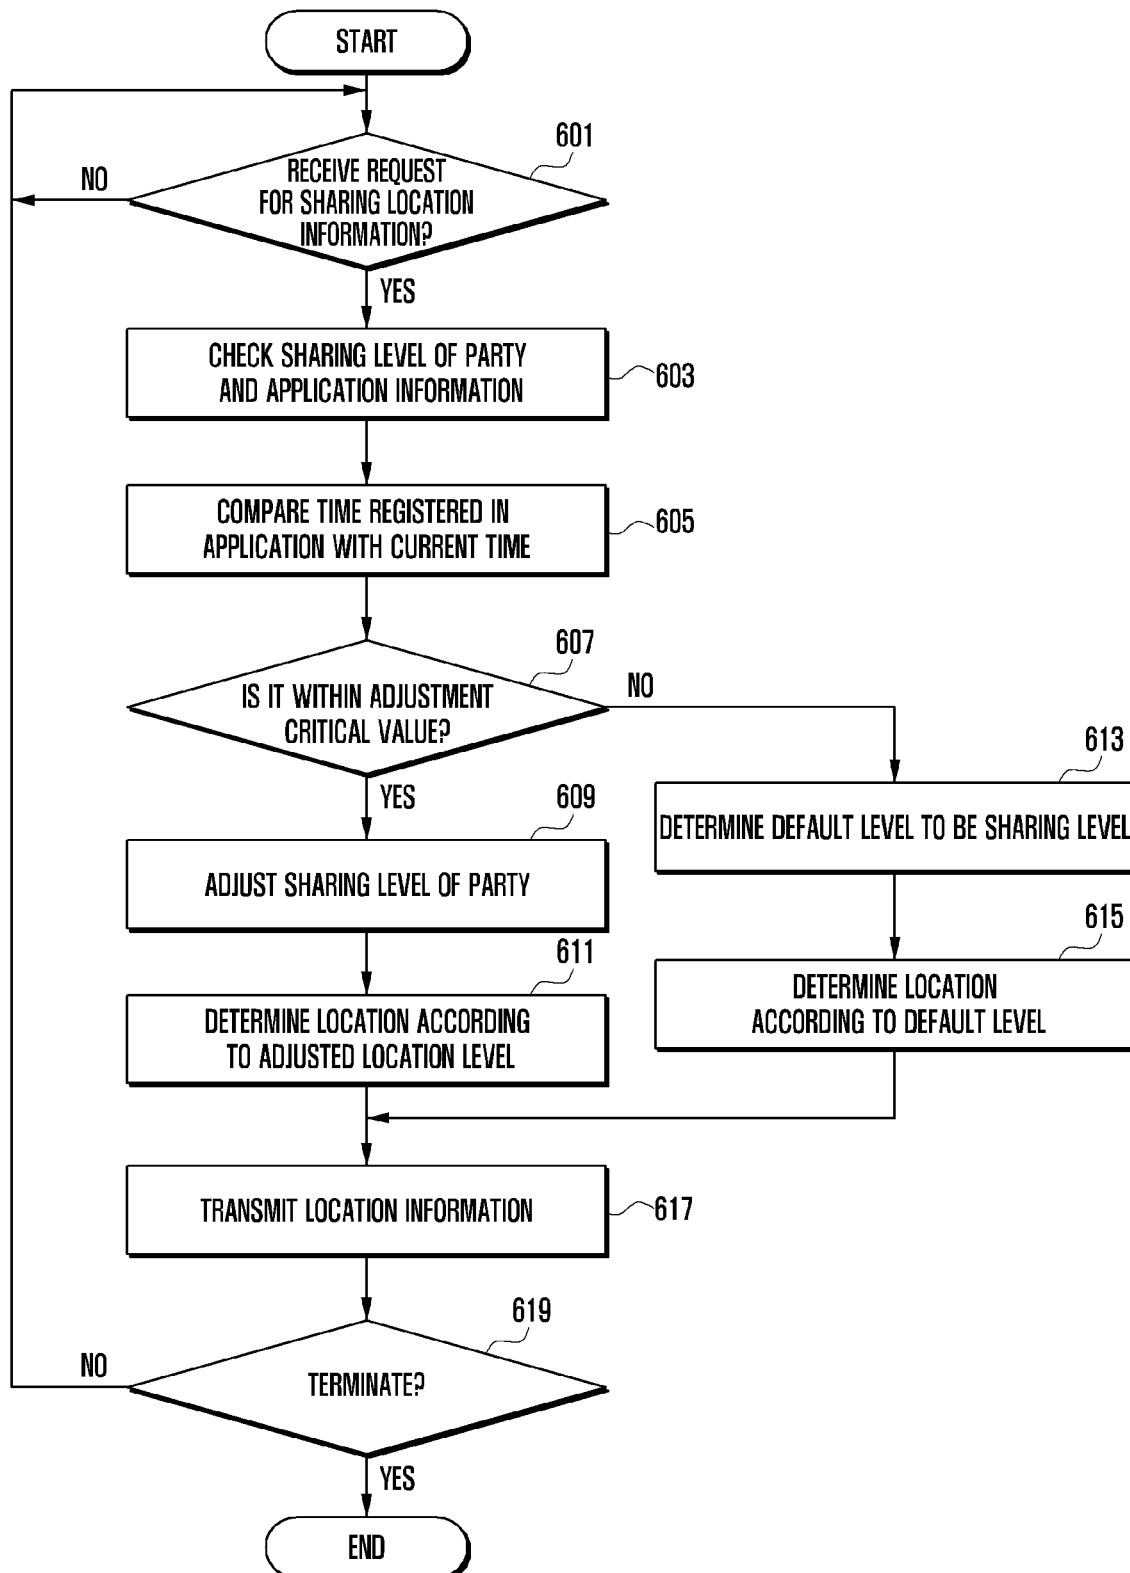 START
601
RECEIVE REQUEST
FOR SHARING LOCATION
INFORMATION?
NO
YES
CHECK SHARING LEVEL OF PARTY
AND APPLICATION INFORMATION
603
COMPARE TIME REGISTERED IN
APPLICATION WITH CURRENT TIME
605
607
IS IT WITHIN ADJUSTMENT
CRITICAL VALUE?
NO
YES
609
ADJUST SHARING LEVEL OF PARTY
613
DETERMINE DEFAULT LEVEL TO BE SHARING LEVEL
611
DETERMINE LOCATION ACCORDING
TO ADJUSTED LOCATION LEVEL
615
DETERMINE LOCATION
ACCORDING TO DEFAULT LEVEL
TRANSMIT LOCATION INFORMATION
617
619
TERMINATE?
NO
YES
END